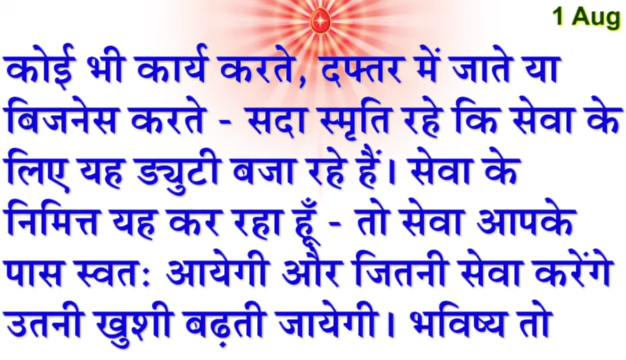 1 Aug
कोई भी कार्य करते, दफ्तर में जाते या
बिजनेस करते - सदा स्मृति रहे कि सेवा के
लिए यह ड्युटी बजा रहे हैं। सेवा के
निमित्त यह कर रहा हूँ - तो सेवा आपके
पास स्वतः आयेगी और जितनी सेवा करेंगे
उतनी खुशी बढ़ती जायेगी। भविष्य तो